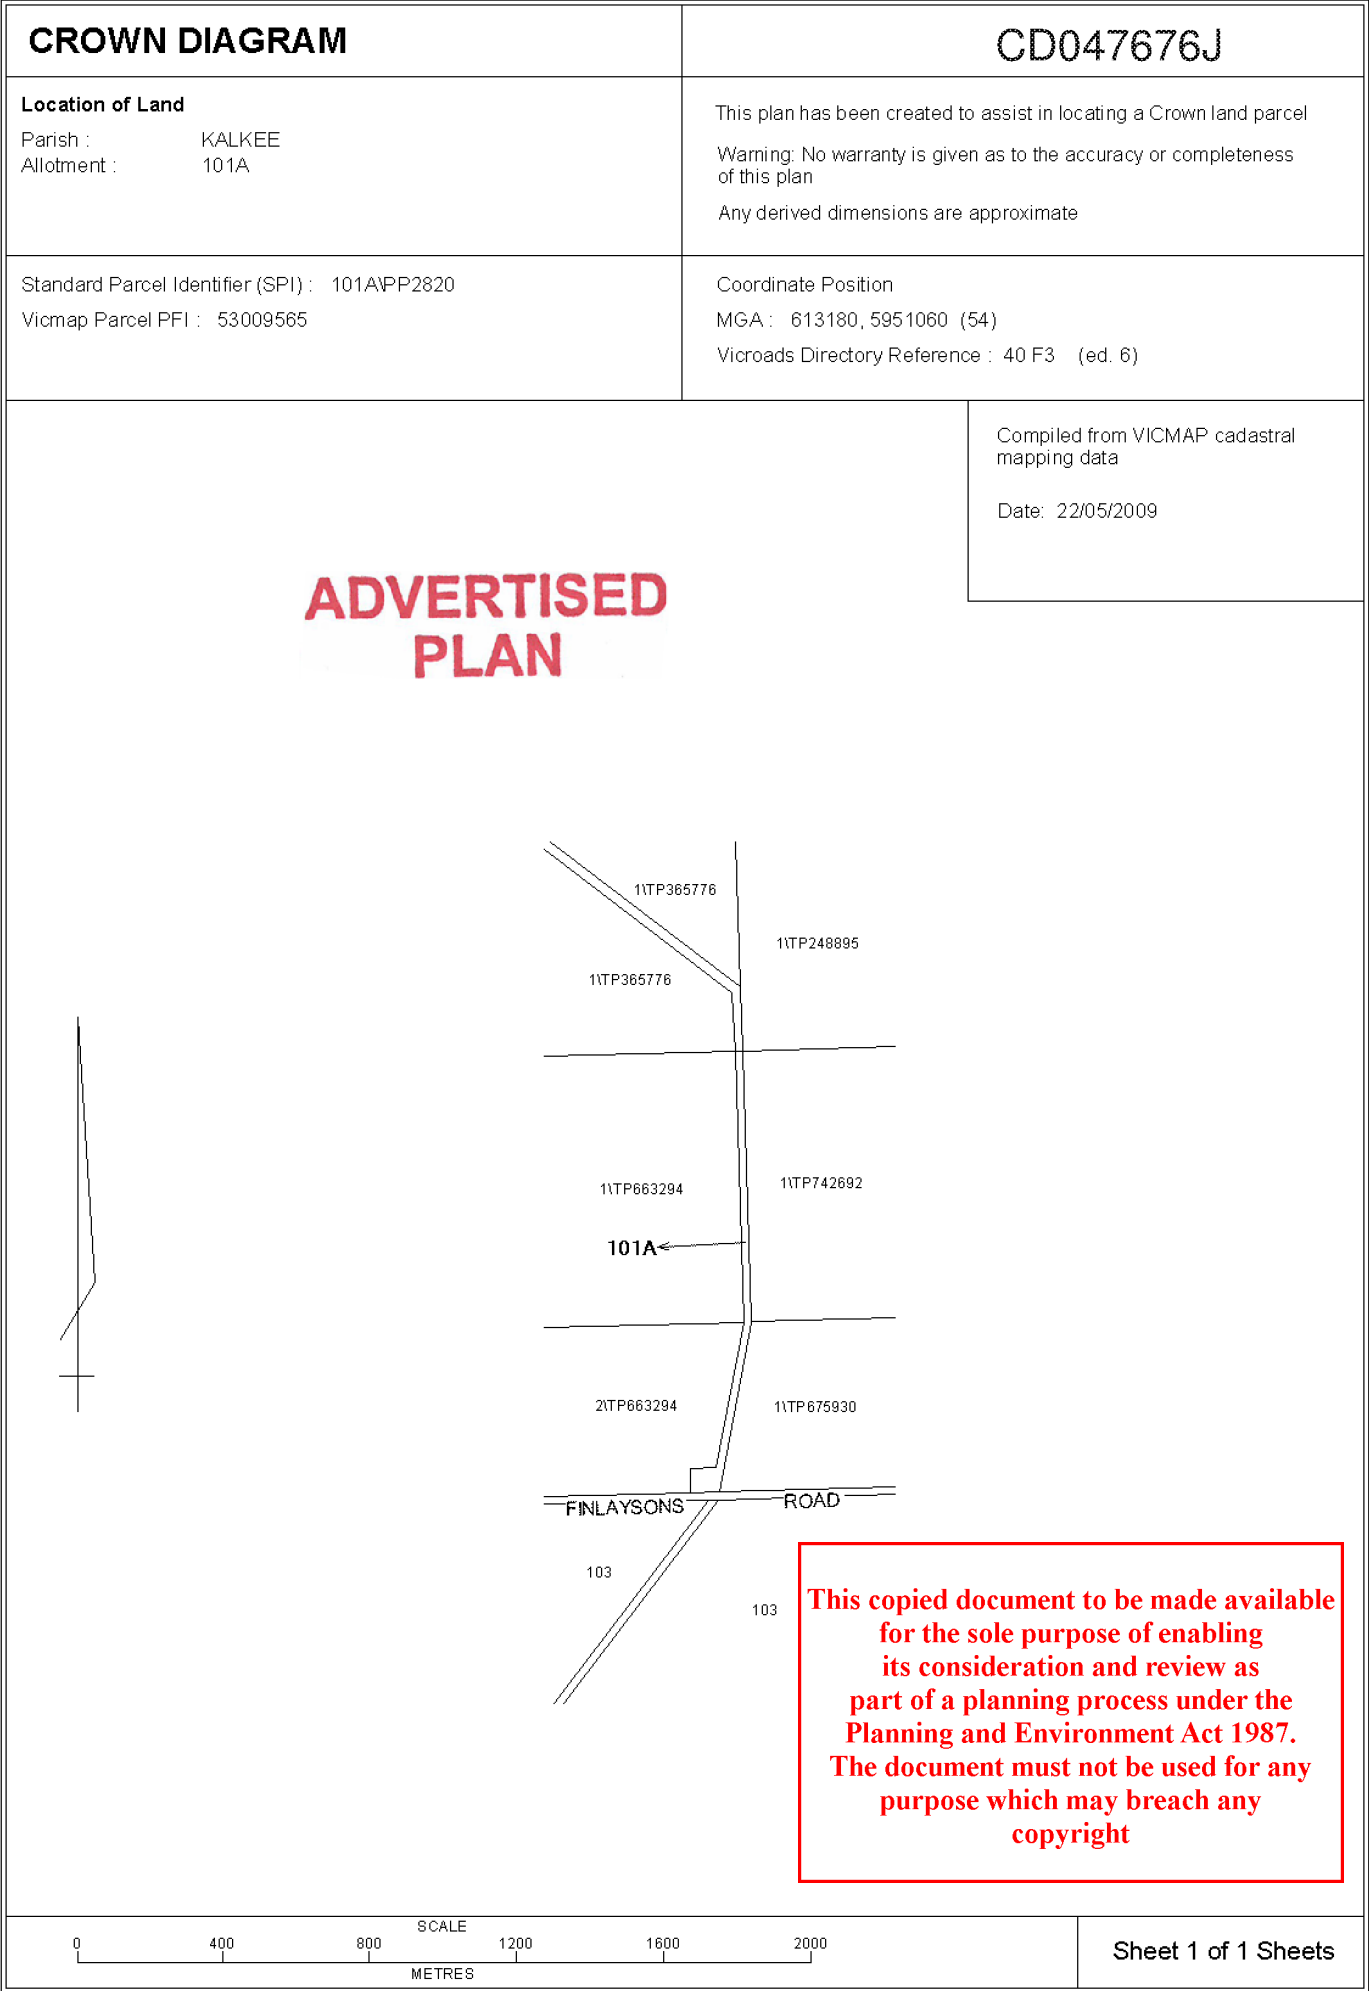 CROWN DIAGRAM
CD047676J
Location of Land
Parish : KALKEE
Allotment : 101A
This plan has been created to assist in locating a Crown land parcel
Warning: No warranty is given as to the accuracy or completeness
of this plan
Any derived dimensions are approximate
Standard Parcel Identifier (SPI) : 101A\PP2820
Vicmap Parcel PFI : 53009565
Coordinate Position
MGA : 613180, 5951060 (54)
Vicroads Directory Reference : 40 F3 (ed. 6)
Compiled from VICMAP cadastral
mapping data
Date: 22/05/2009
ADVERTISED
PLAN
1\TP365776
1\TP248895
1\TP365776
1\TP663294
1\TP742692
101A
2\TP663294
1\TP675930
FINLAYSONS ROAD
103
103
This copied document to be made available
for the sole purpose of enabling
its consideration and review as
part of a planning process under the
Planning and Environment Act 1987.
The document must not be used for any
purpose which may breach any
copyright
SCALE
0 400 800 1200 1600 2000
METRES
Sheet 1 of 1 Sheets